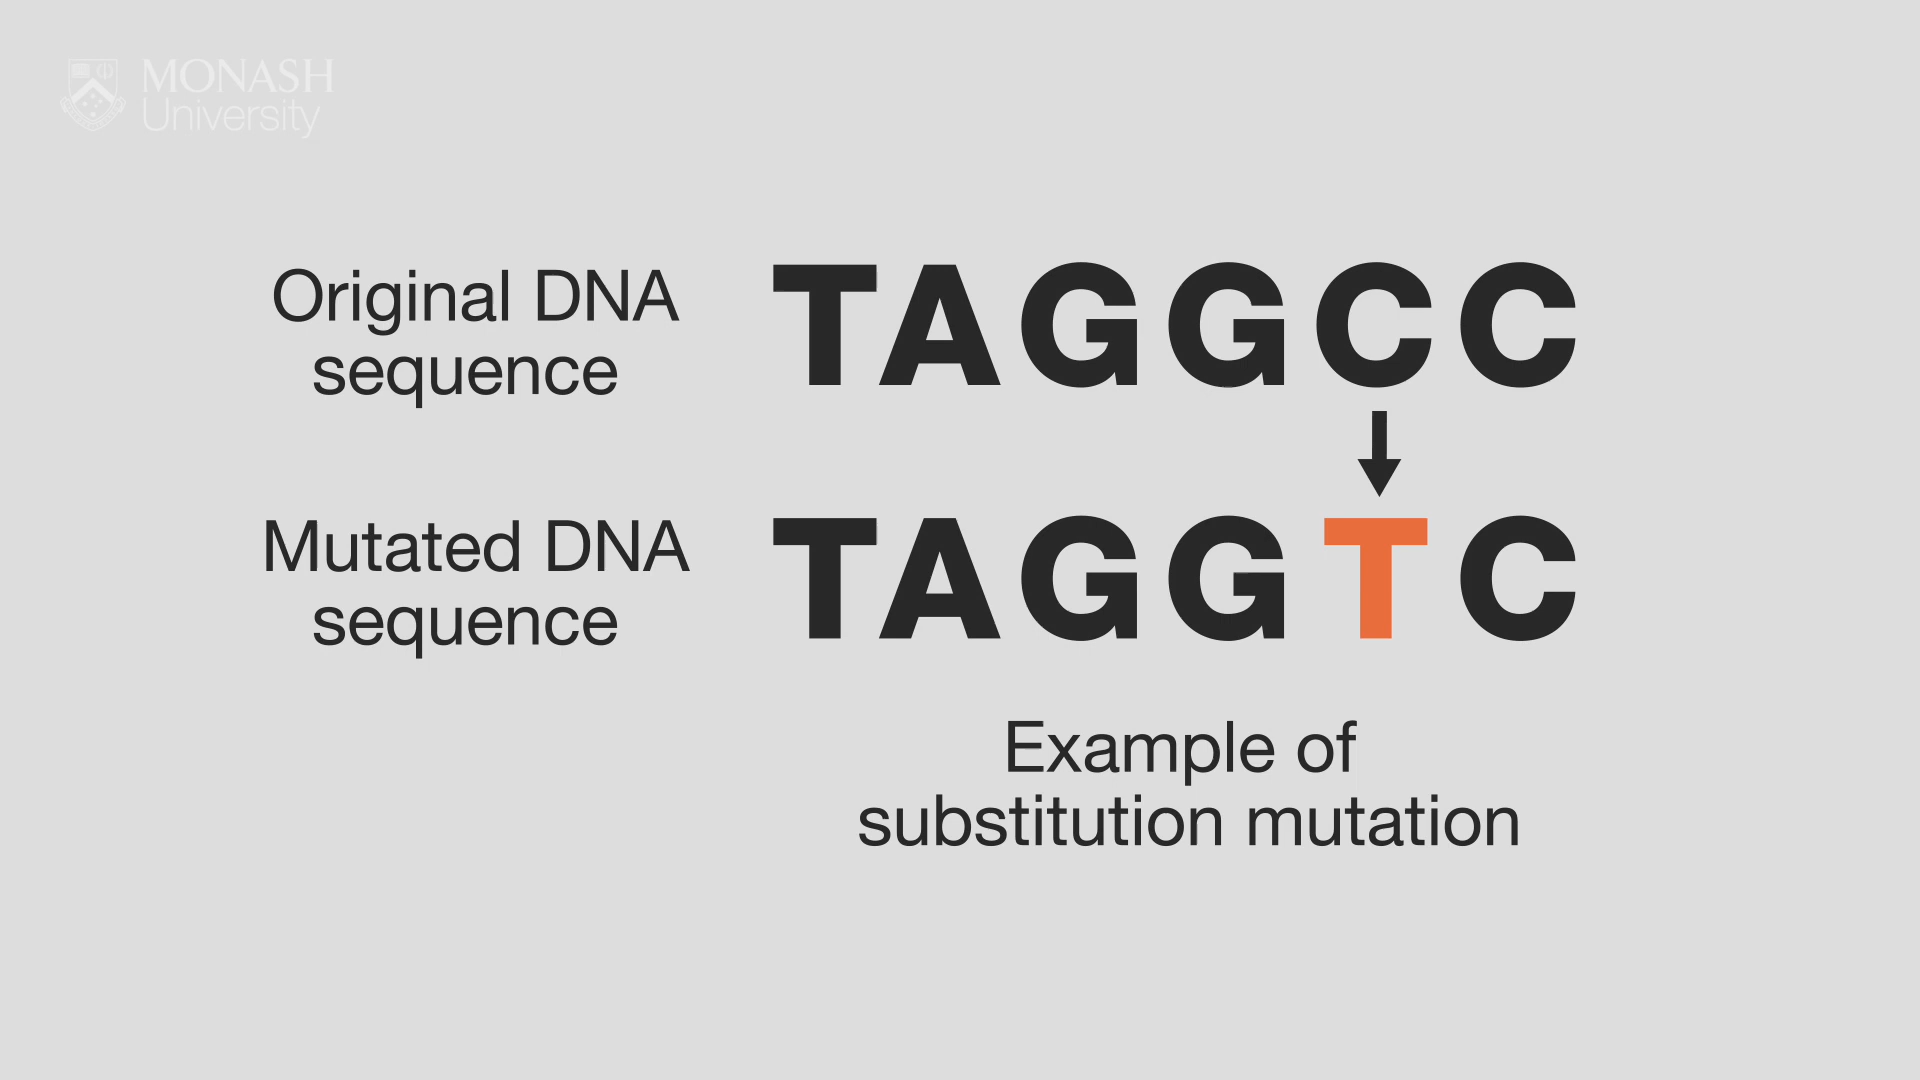 MONASH
University
Original DNA
sequence
TAGGCC
Mutated DNA
sequence
TAGGTC
Example of
substitution mutation